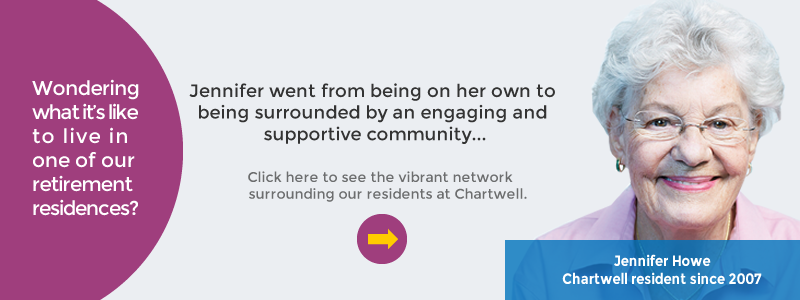 Wondering
what it's like
to live in
one of our
retirement
residences?
Jennifer went from being on her own to
being surrounded by an engaging and
supportive community...
Click here to see the vibrant network
surrounding our residents at Chartwell.
Jennifer Howe
Chartwell resident since 2007